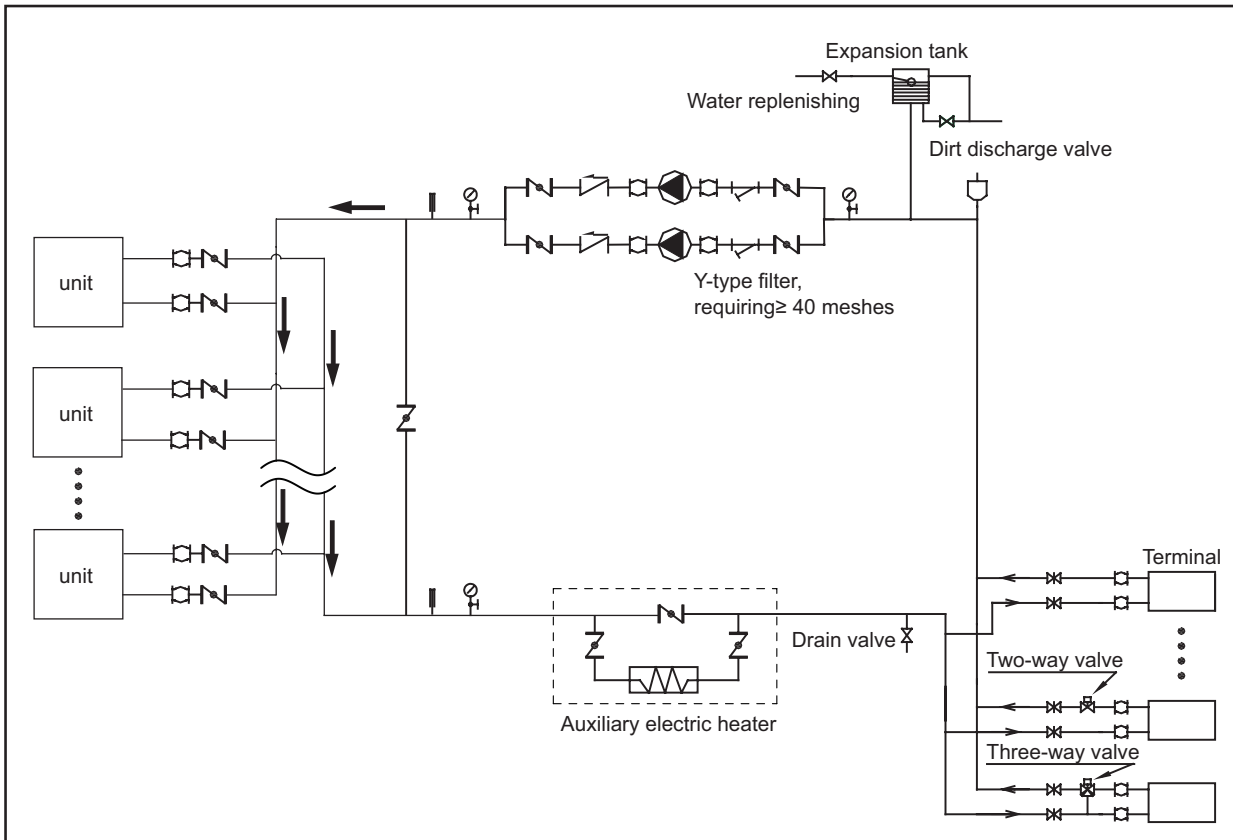 Expansion tank
Water replenishing
Dirt discharge valve
Y-type filter,
requiring≥ 40 meshes
unit
unit
unit
Terminal
Drain valve
Two-way valve
Auxiliary electric heater
Three-way valve